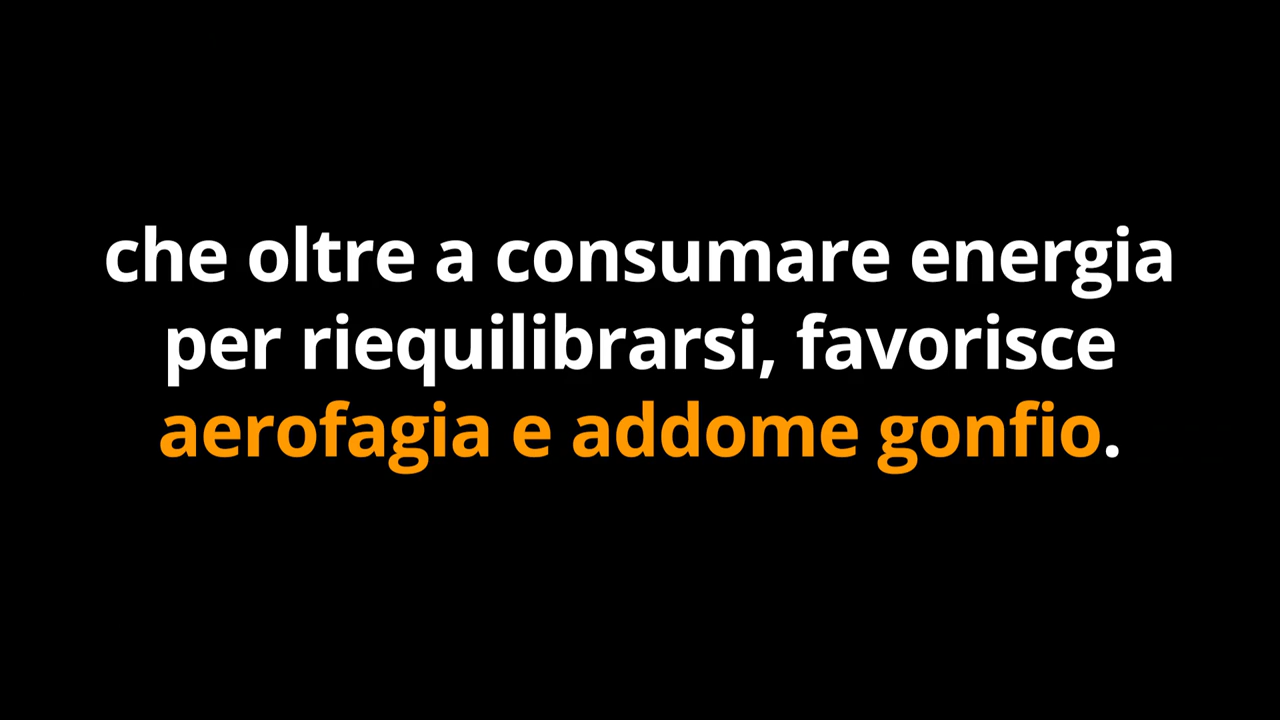 che oltre a consumare energia
per riequilibrarsi, favorisce
aerofagia e addome gonfio.